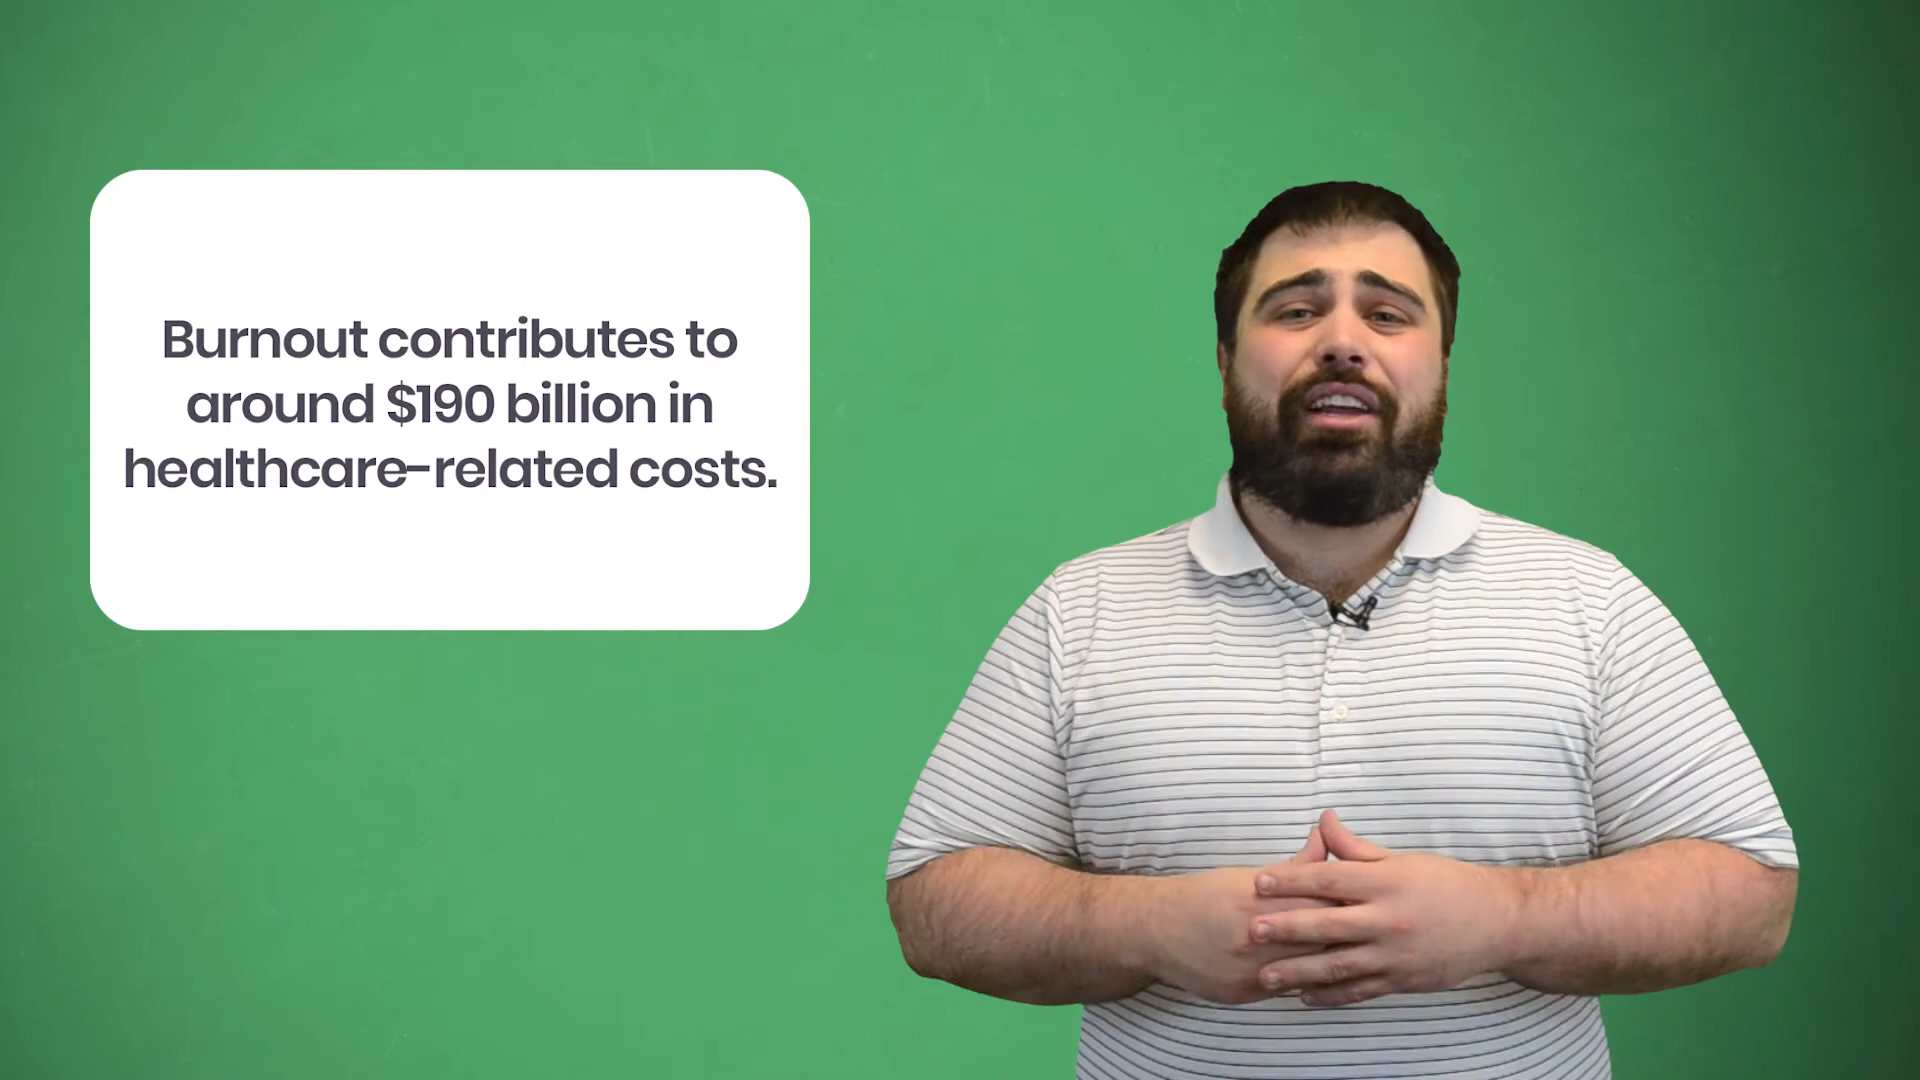 Burnout contributes to
around $190 billion in
healthcare-related costs.